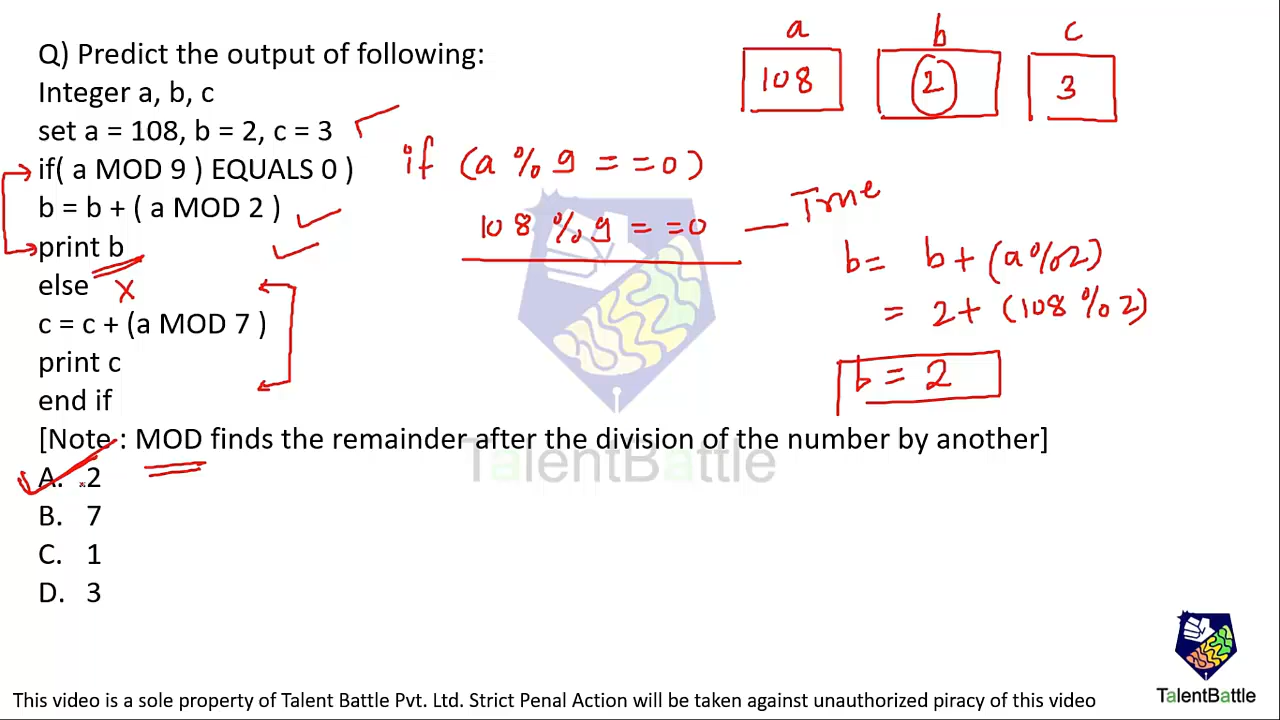 Q) Predict the output of following:
Integer a, b, c
set a = 108, b = 2, c = 3
if( a MOD 9 ) EQUALS 0 )
b = b + ( a MOD 2 )
print b
else
c = c + (a MOD 7 )
print c
end if
[Note : MOD finds the remainder after the division of the number by another]
A. 2
B. 7
C. 1
D. 3
a b c
108 2 3
if (a % 9 = = 0)
108 % 9 = = 0 True
b = b + (a % 2)
= 2 + (108 % 2)
b = 2
TalentBattle
TalentBattle
This video is a sole property of Talent Battle Pvt. Ltd. Strict Penal Action will be taken against unauthorized piracy of this video